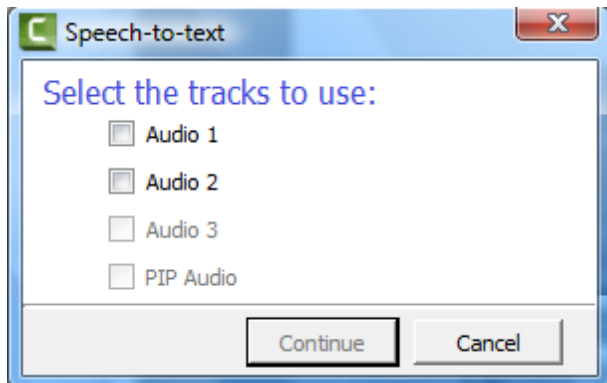 Speech-to-text
Select the tracks to use:
Audio 1
Audio 2
Audio 3
PIP Audio
Continue
Cancel